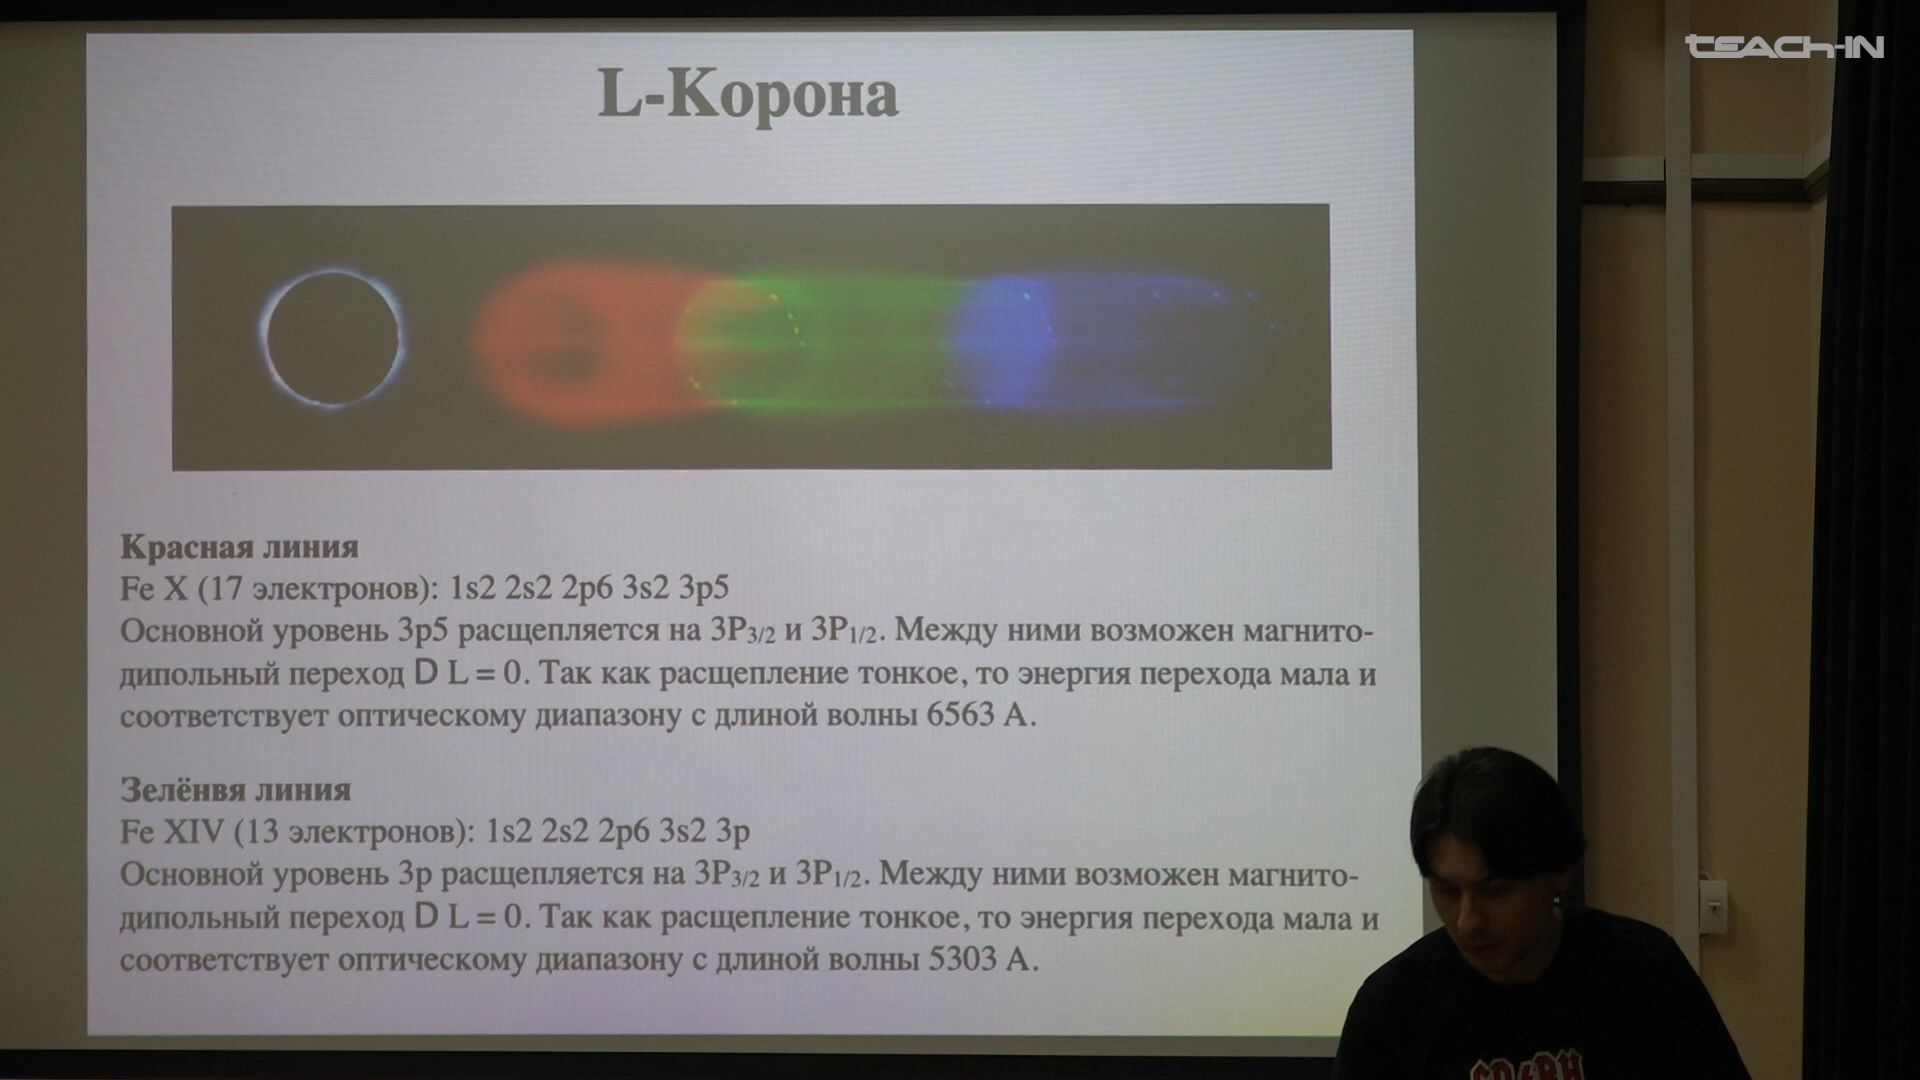 teach-in
L-Корона
Красная линия
Fe X (17 электронов): 1s2 2s2 2p6 3s2 3p5
Основной уровень 3p5 расщепляется на 3P3/2 и 3P1/2. Между ними возможен магнито-
дипольный переход D L = 0. Так как расщепление тонкое, то энергия перехода мала и
соответствует оптическому диапазону с длиной волны 6563 А.
Зелёнвя линия
Fe XIV (13 электронов): 1s2 2s2 2p6 3s2 3p
Основной уровень 3p расщепляется на 3P3/2 и 3P1/2. Между ними возможен магнито-
дипольный переход D L = 0. Так как расщепление тонкое, то энергия перехода мала и
соответствует оптическому диапазону с длиной волны 5303 А.